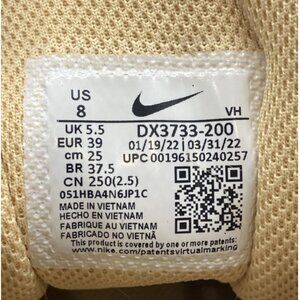 US
8
VH
UK 5.5
DX3733-200
EUR 39
01/19/22 | 03/31/22
cm 25
UPC 00196150240257
BR 37.5
CN 250(2.5)
051HBA4N6JP1C
MADE IN VIETNAM
HECHO EN VIETNAM
FABRIQUE AU VIETNAM
FABRICADO NO VIETNÃ
This product is covered by one or more patents.
www.nike.com/patentsvirtualmarking